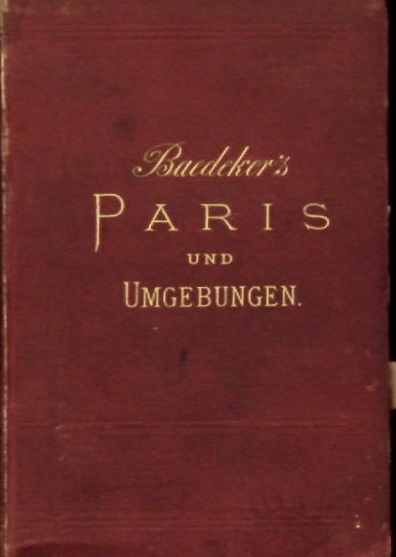 Baedeker's
PARIS
UND
UMGEBUNGEN.